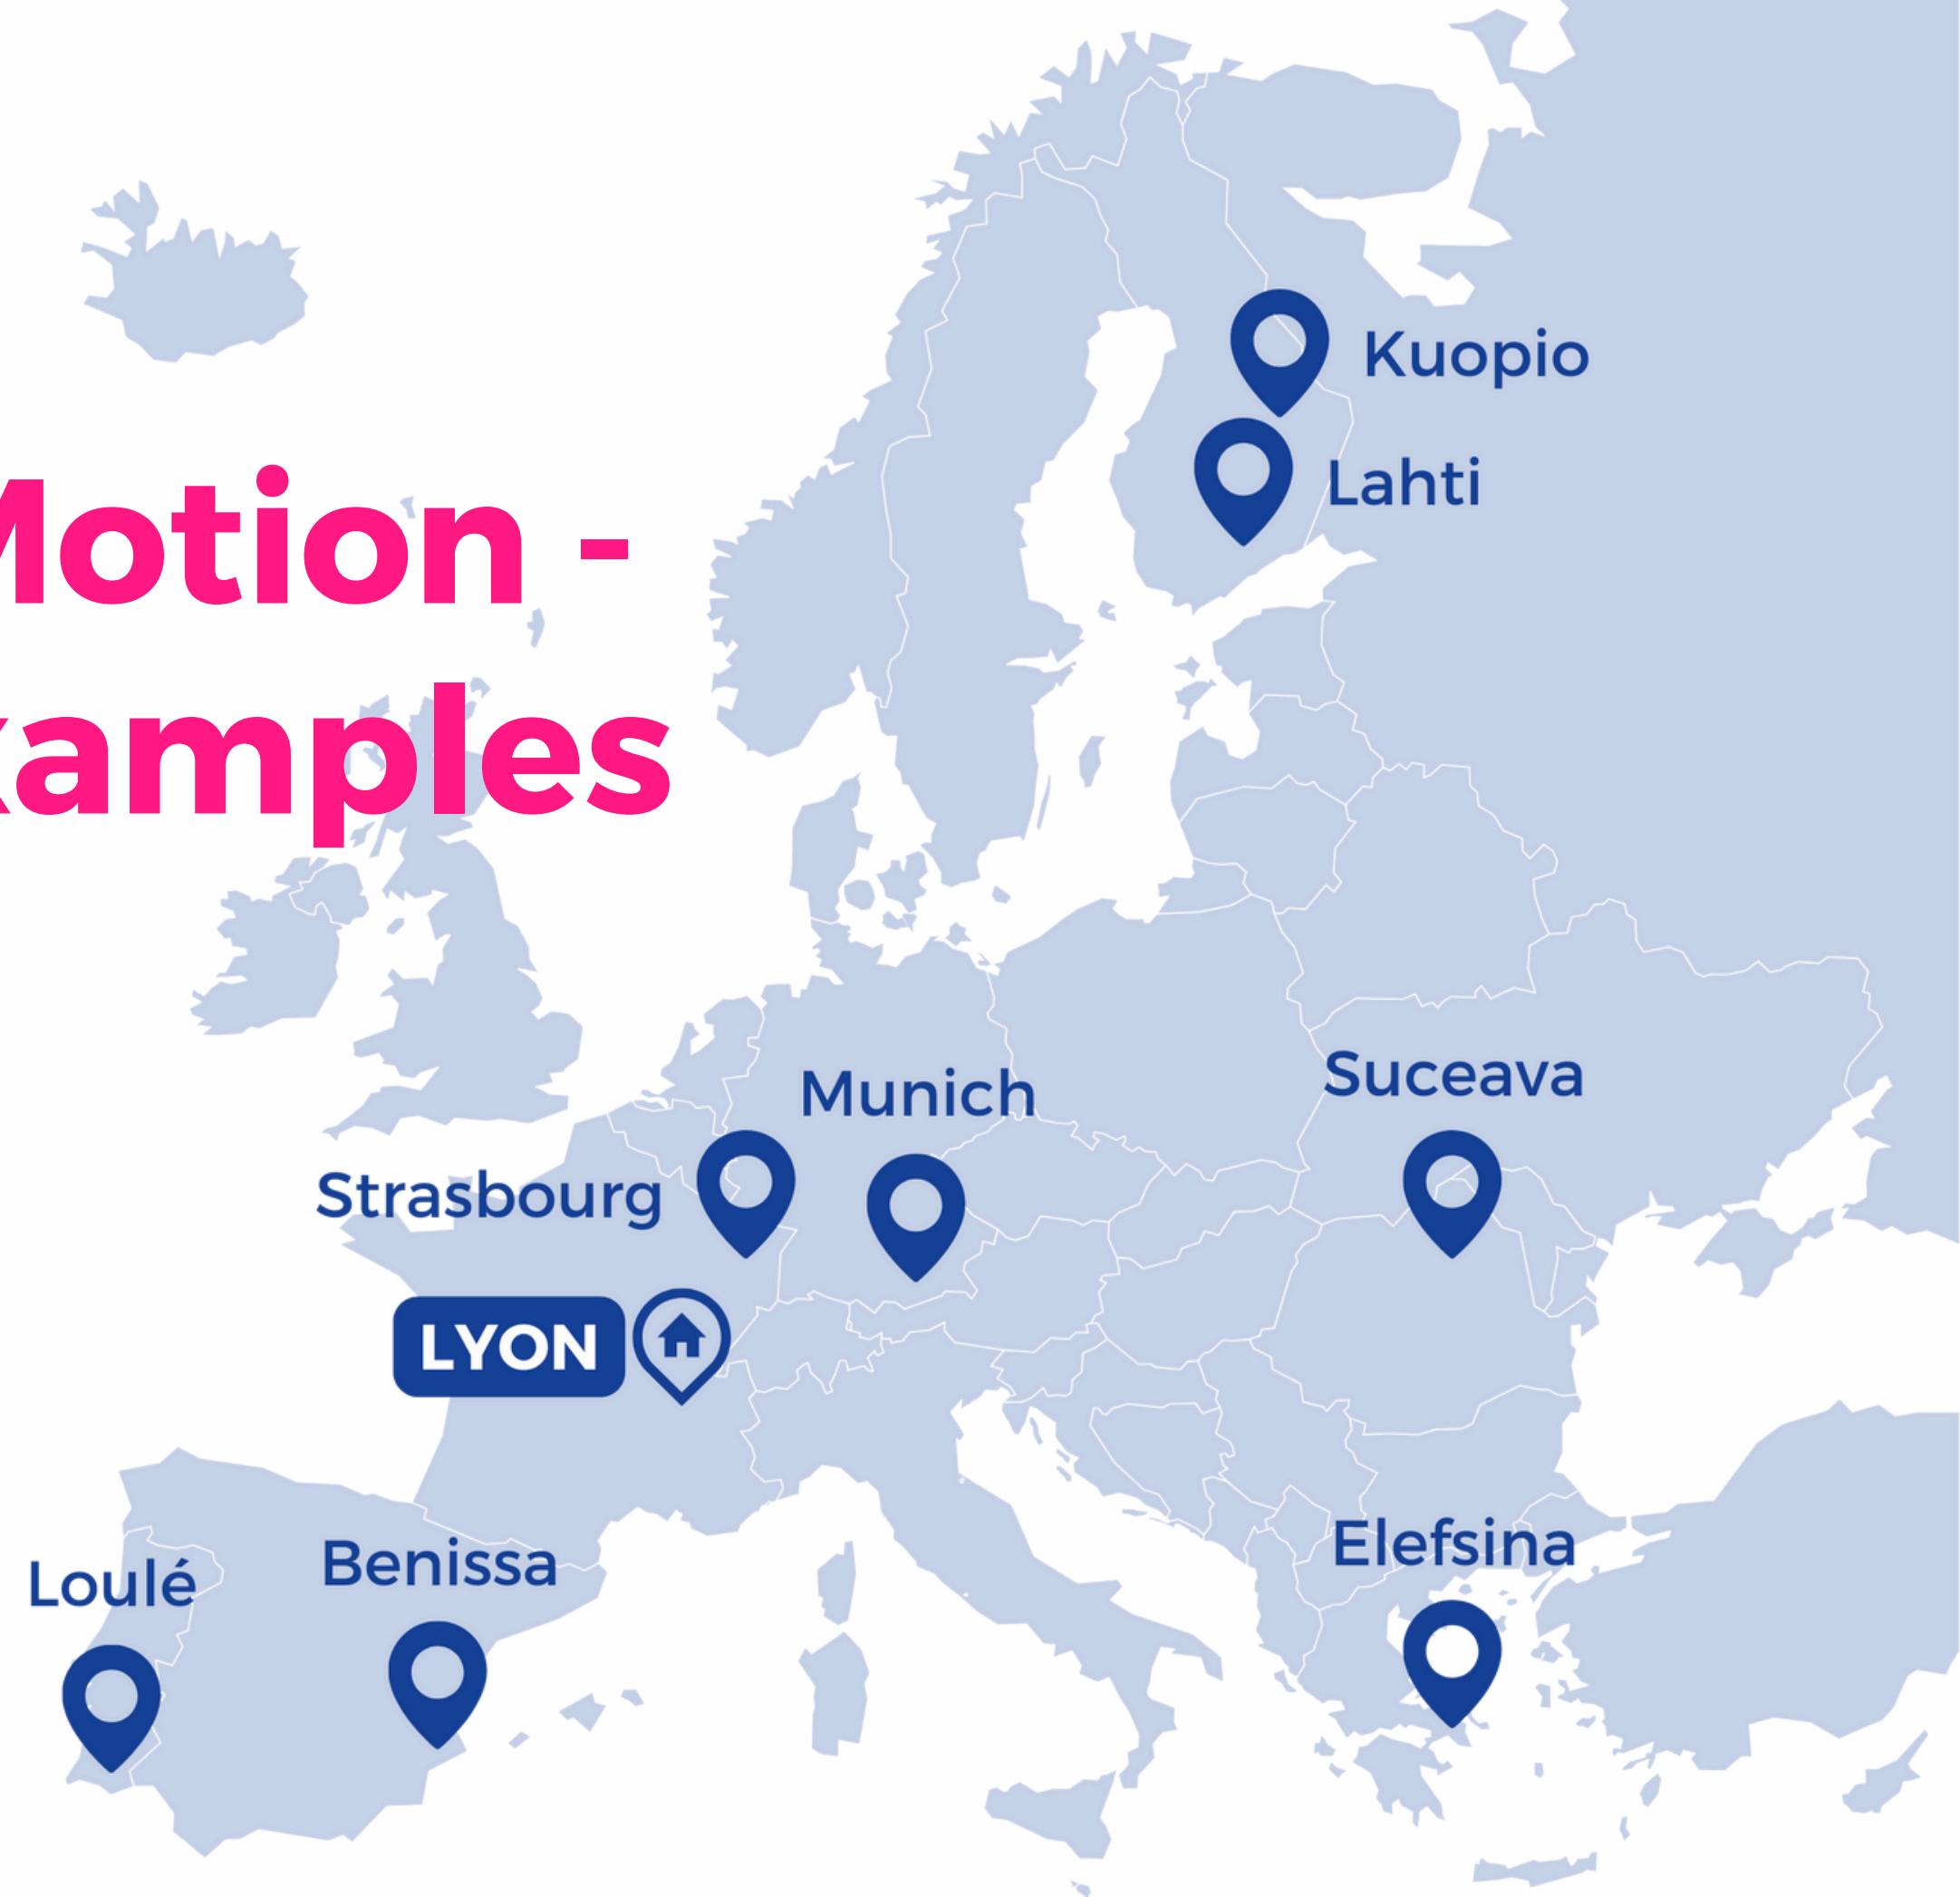 Motion -
xamples
Kuopio
Lahti
Munich
Suceava
Strasbourg
LYON
Elefsina
Benissa
Loulé